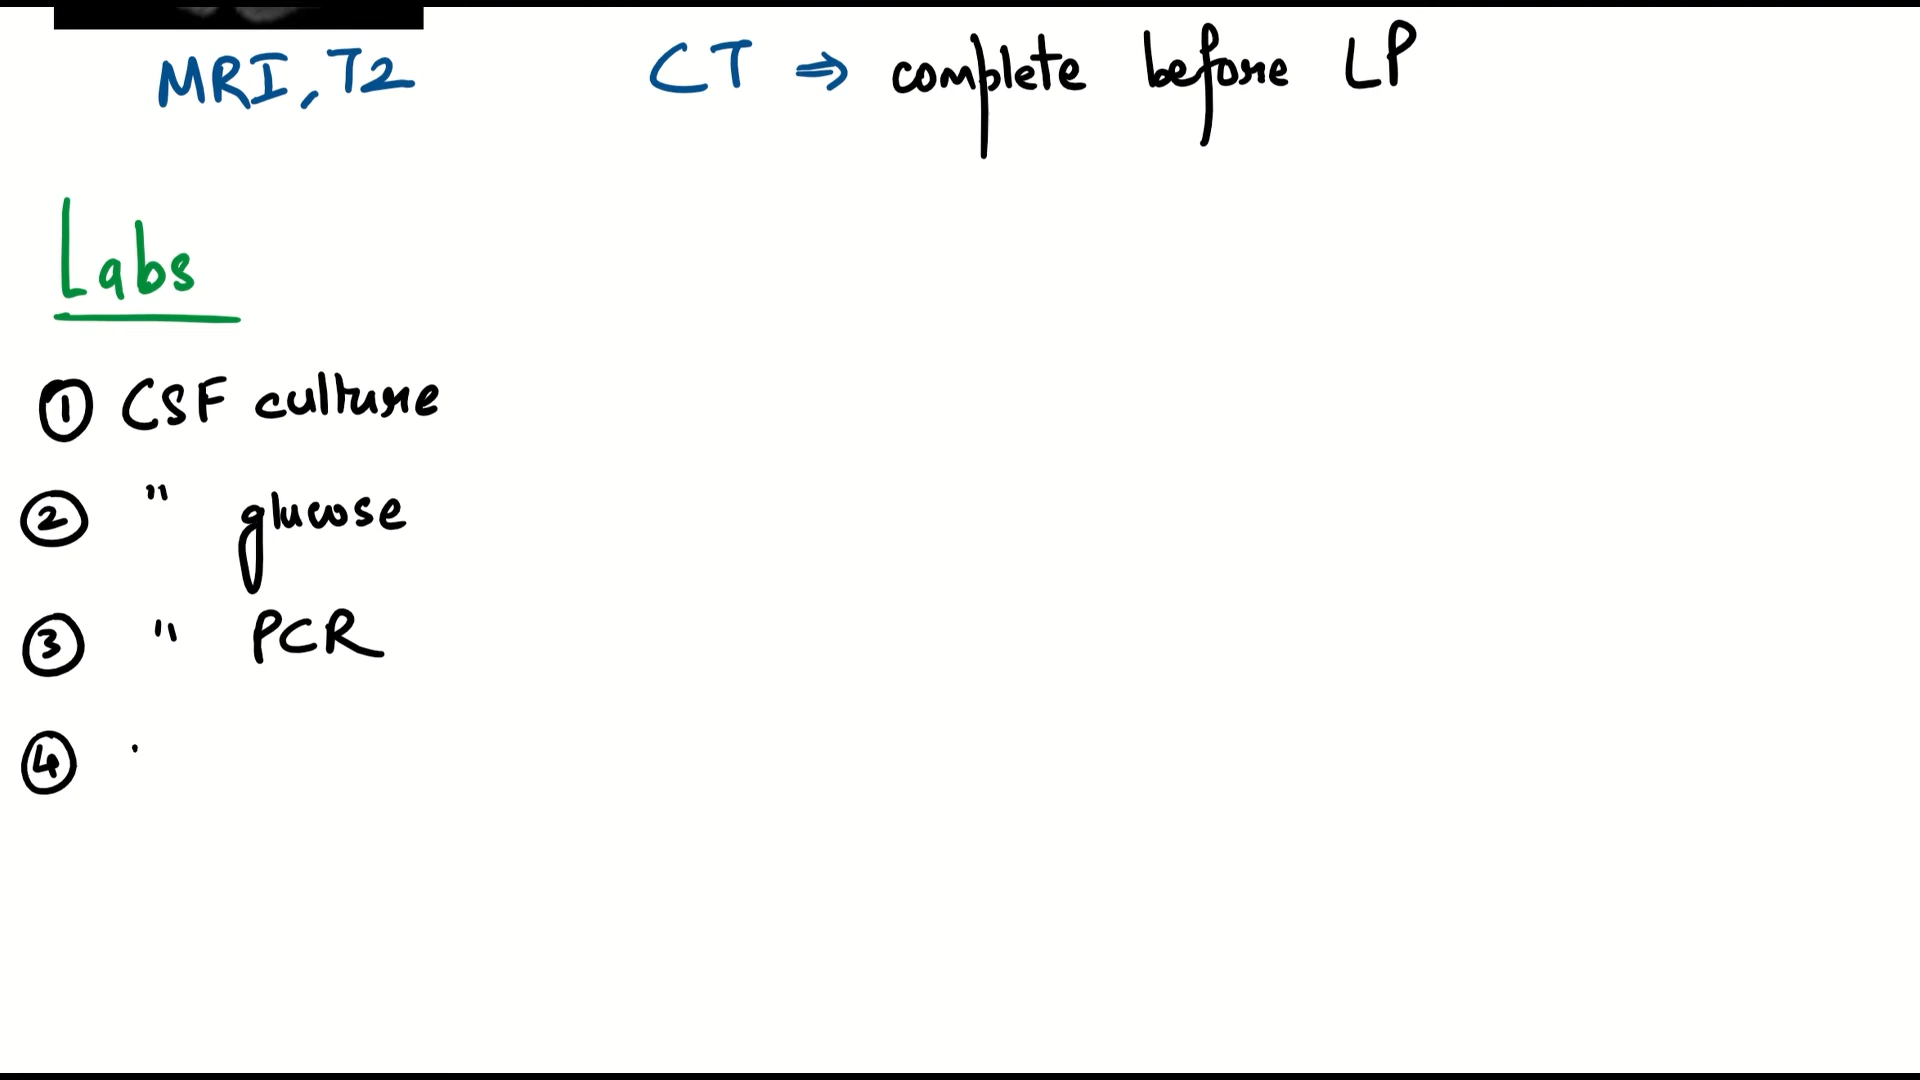 MRI, T2
CT ⇒ complete before LP
Labs
① CSF culture
② " glucose
③ " PCR
④